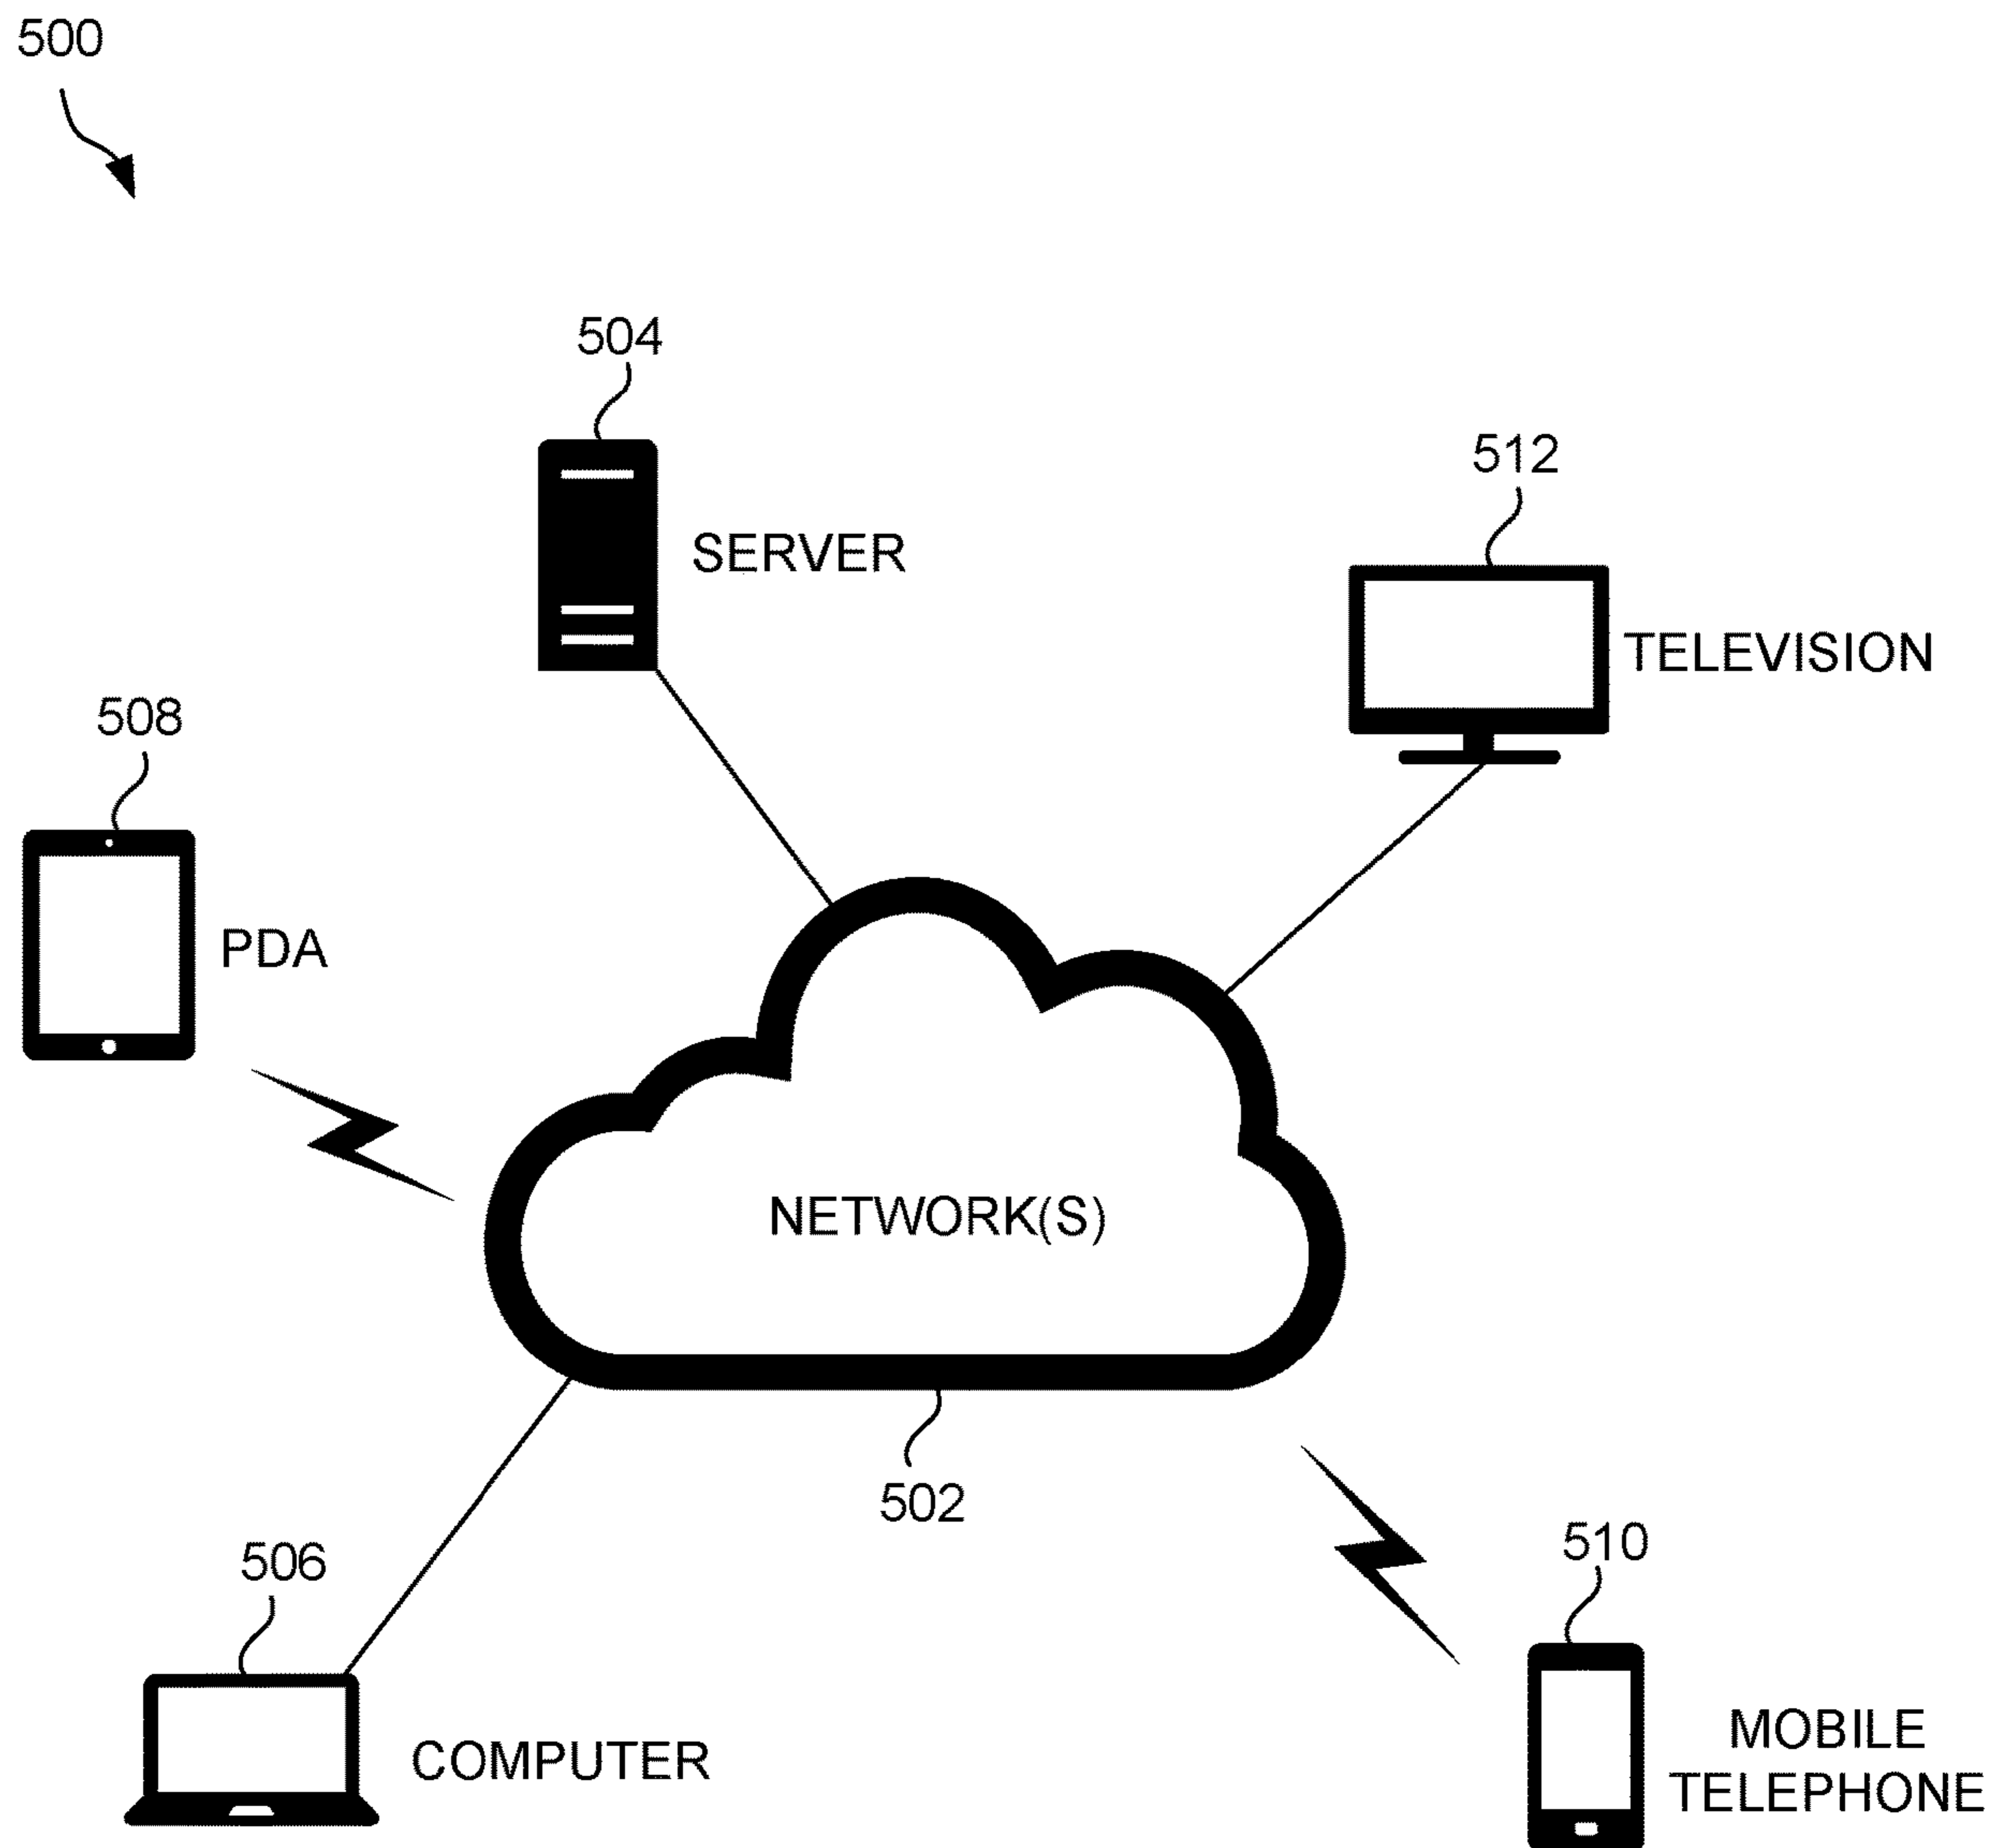 500
504
SERVER
512
TELEVISION
508
PDA
NETWORK(S)
502
506
COMPUTER
510
MOBILE
TELEPHONE